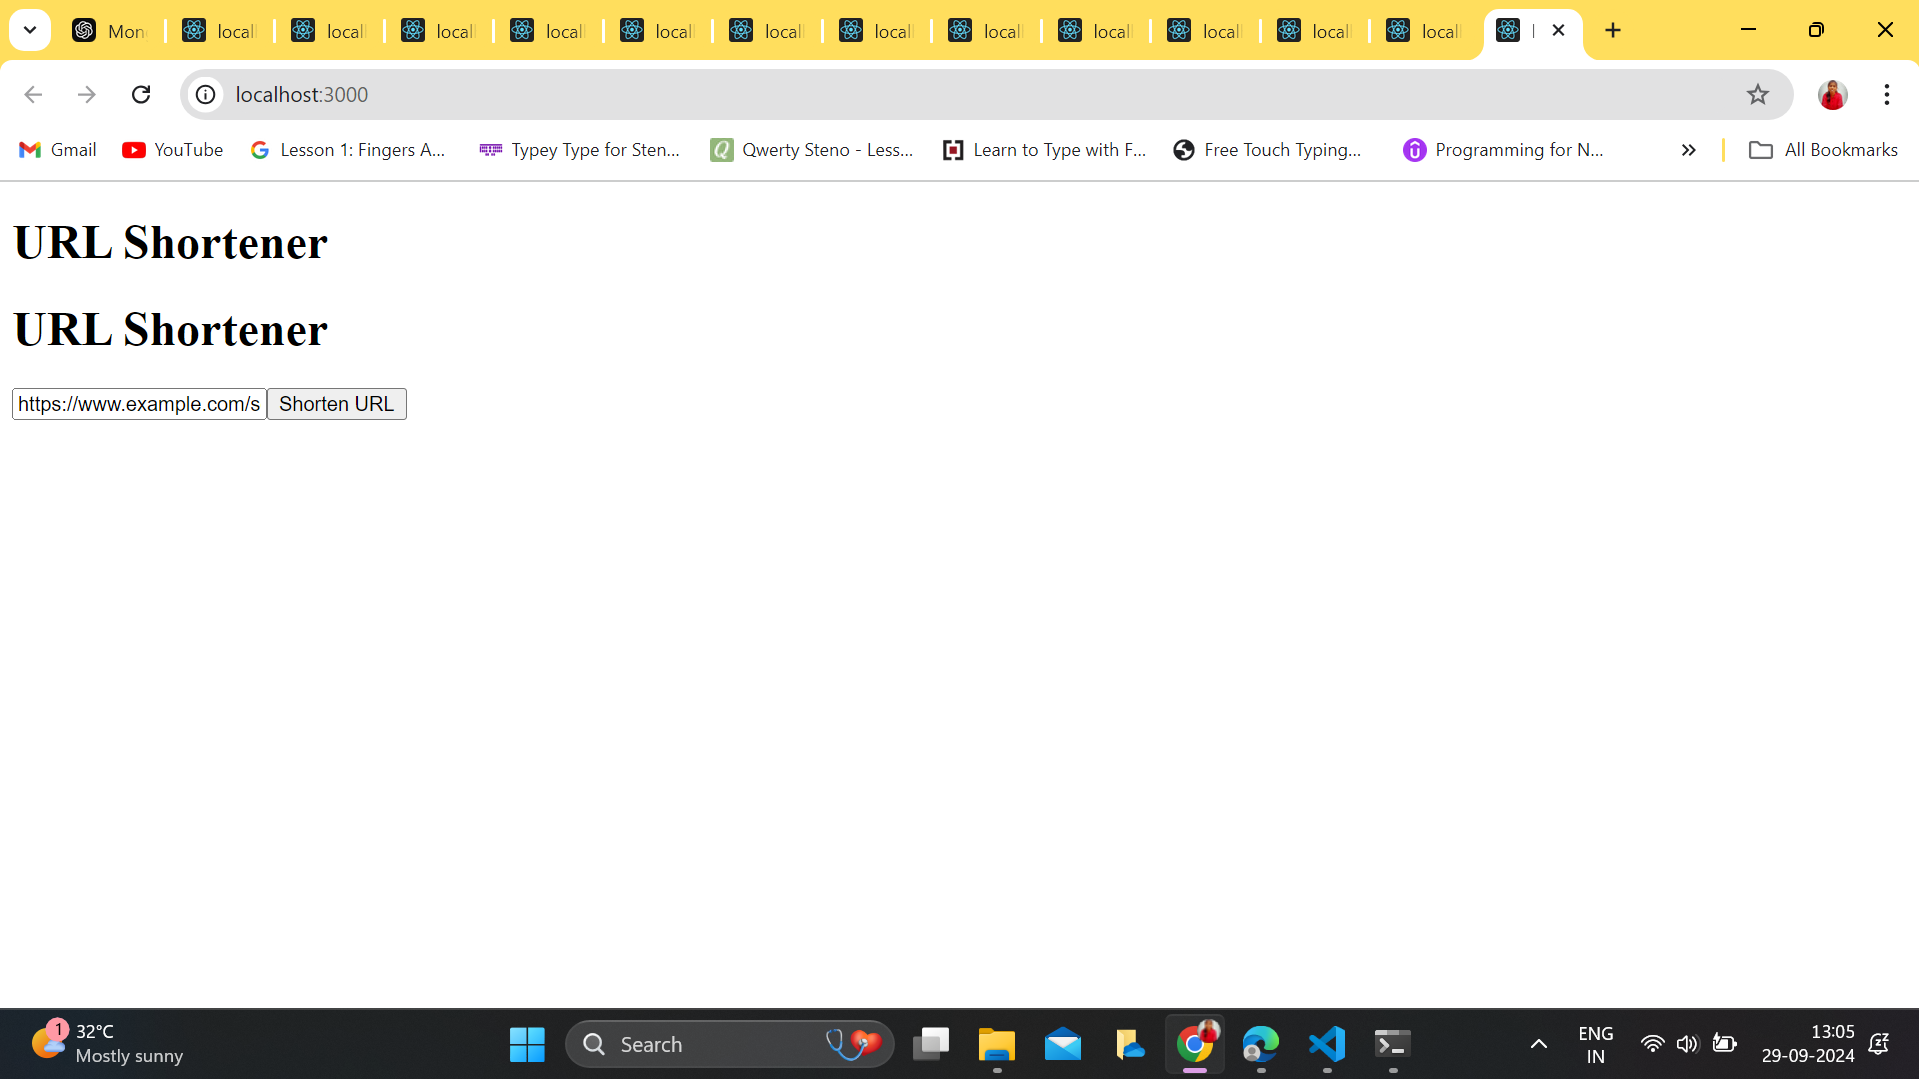 Mon
local
local
local
local
local
local
local
local
local
local
local
local
localhost:3000
Gmail
YouTube
Lesson 1: Fingers A...
Typey Type for Sten...
Qwerty Steno - Less...
Learn to Type with F...
Free Touch Typing...
Programming for N...
All Bookmarks
URL Shortener
URL Shortener
https://www.example.com/s
Shorten URL
1
32°C
Mostly sunny
Search
ENG
IN
13:05
29-09-2024